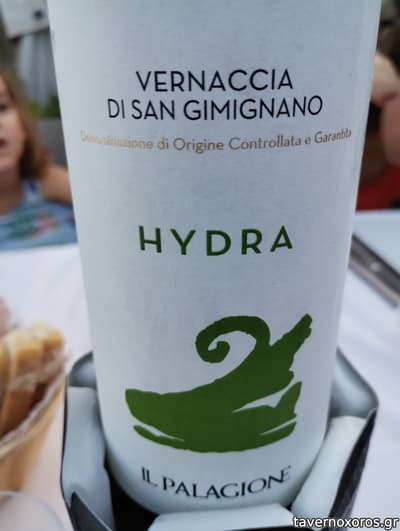 VERNACCIA
DI SAN GIMIGNANO
Denominazione di Origine Controllata e Garantita
HYDRA
IL PALAGIONE
tavernoxoros.gr